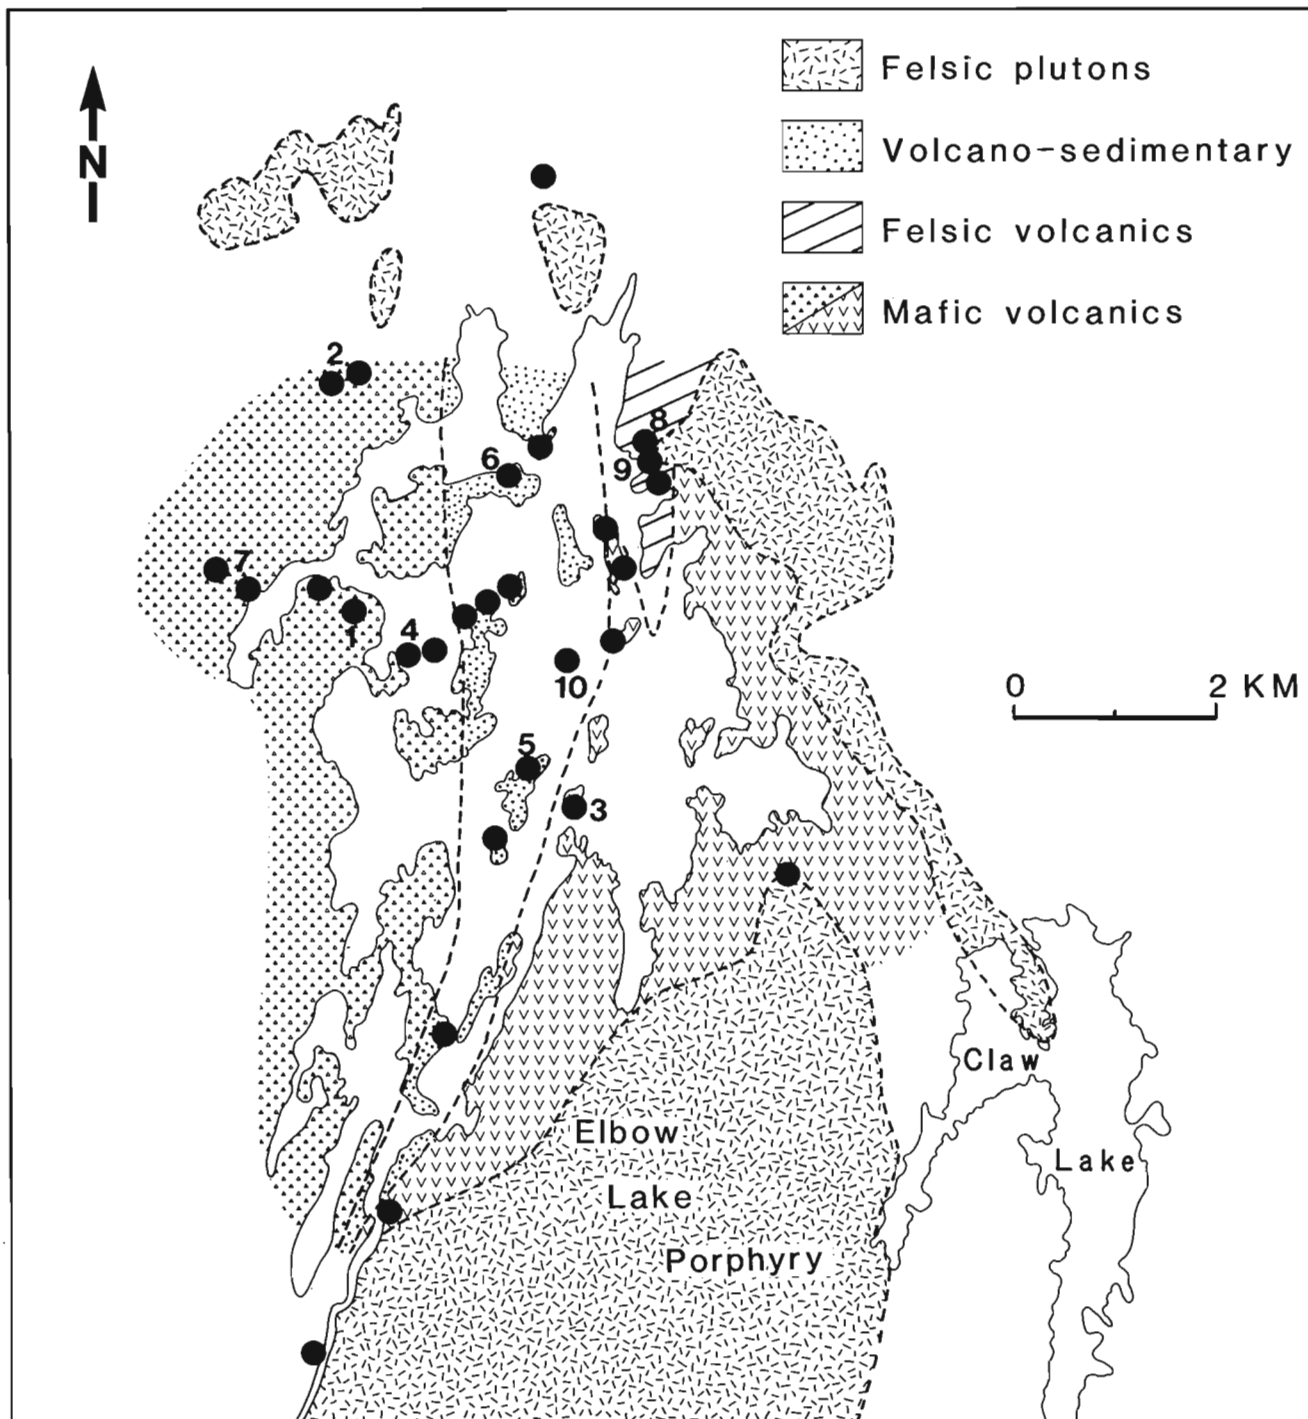 Felsic plutons
N
Volcano-sedimentary
Felsic volcanics
Mafic volcanics
2
8
6
9
7
1
4
10
0 2 KM
5
3
Claw
Lake
Elbow
Lake
Porphyry